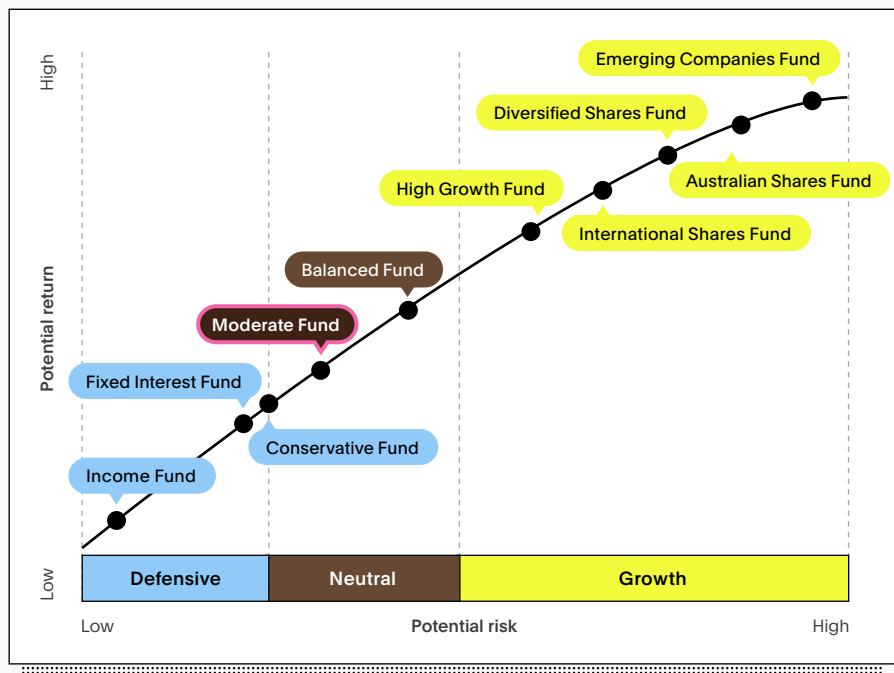 High
Emerging Companies Fund
Diversified Shares Fund
Australian Shares Fund
High Growth Fund
International Shares Fund
Balanced Fund
Moderate Fund
Potential return
Fixed Interest Fund
Conservative Fund
Income Fund
Low
Defensive
Neutral
Growth
Low
Potential risk
High